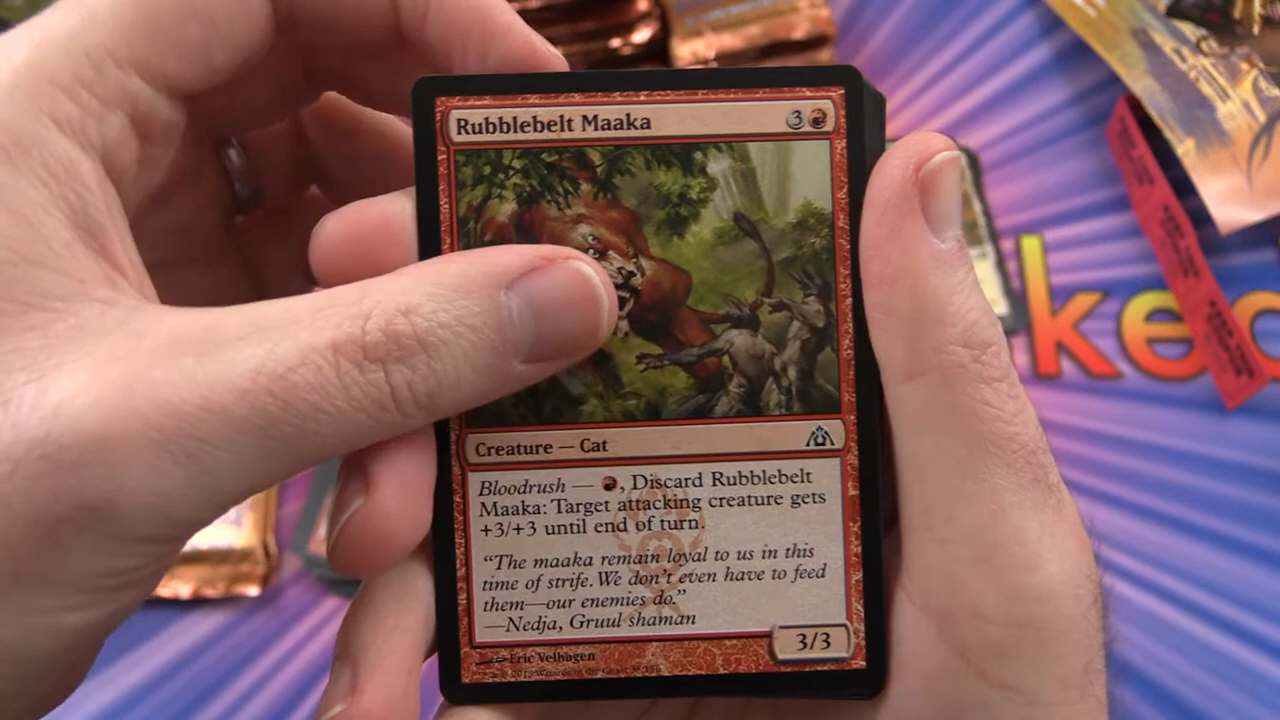 Rubblebelt Maaka 3
Creature — Cat
Bloodrush — , Discard Rubblebelt
Maaka: Target attacking creature gets
+3/+3 until end of turn.
“The maaka remain loyal to us in this
time of strife. We don’t even have to feed
them—our enemies do.”
—Nedja, Gruul shaman
3/3
Eric Velhagen
ked